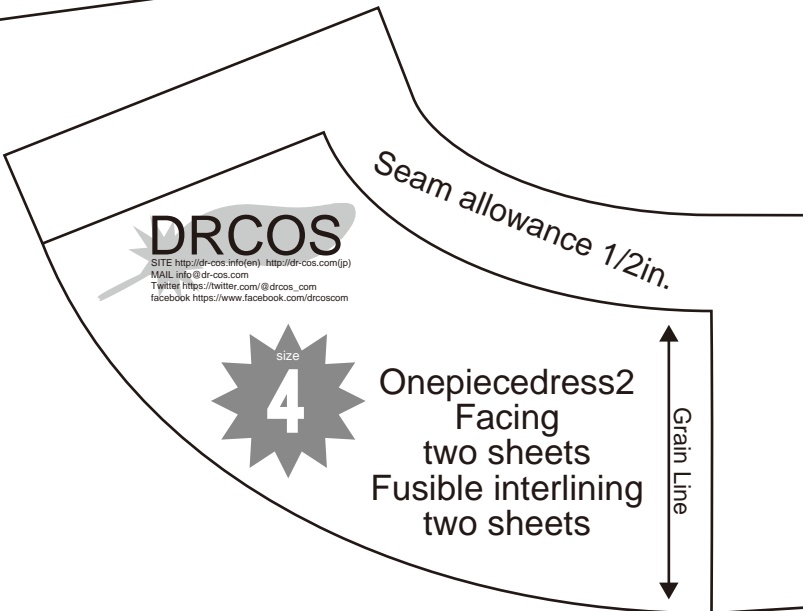 Seam allowance 1/2in.
DRCOS
SITE http://dr-cos.info(en) http://dr-cos.com(jp)
MAIL info@dr-cos.com
Twitter https://twitter.com/@drcos_com
facebook https://www.facebook.com/drcoscom
size
4
Onepiecedress2
Facing
two sheets
Fusible interlining
two sheets
Grain Line